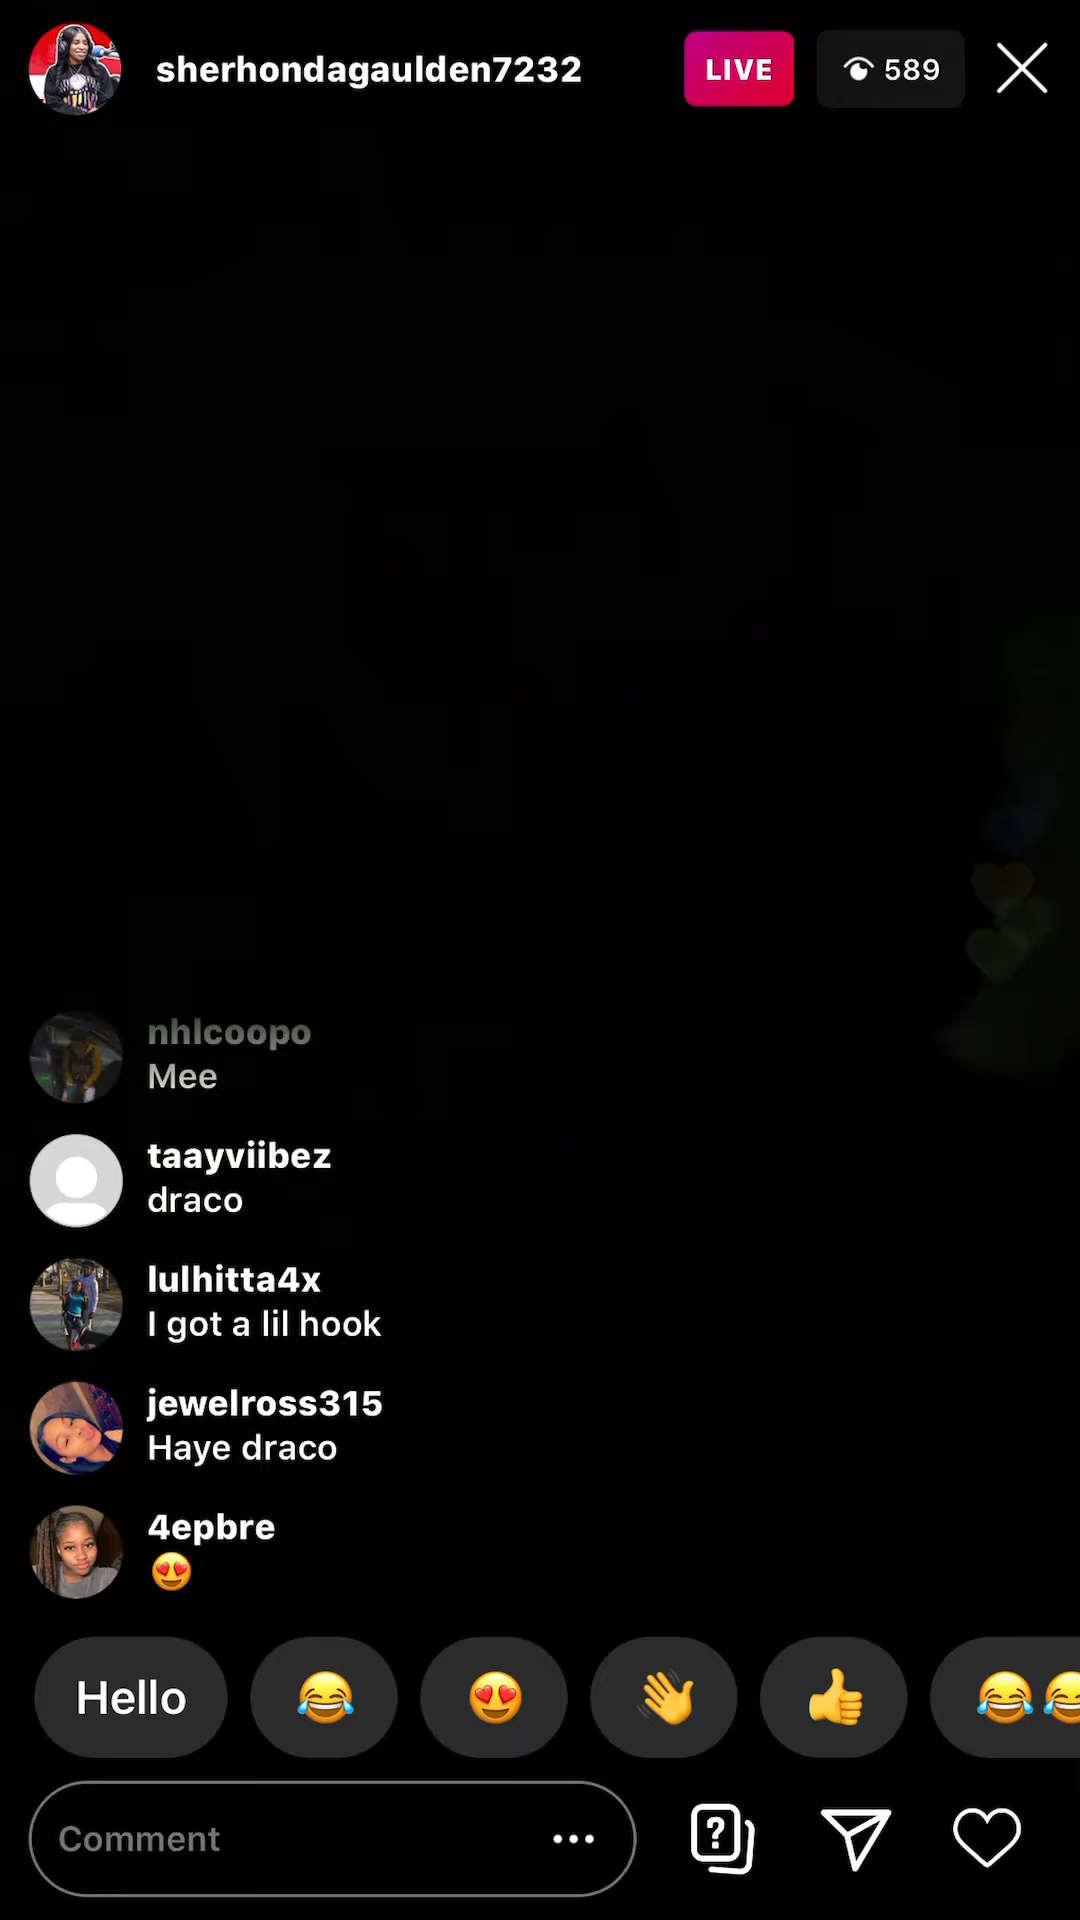 sherhondagaulden7232
LIVE
589
nhlcoopo
Mee
taayviibez
draco
lulhitta4x
I got a lil hook
jewelross315
Haye draco
4epbre
😍
Hello 😂 😍 👋 👍 😂😂
Comment